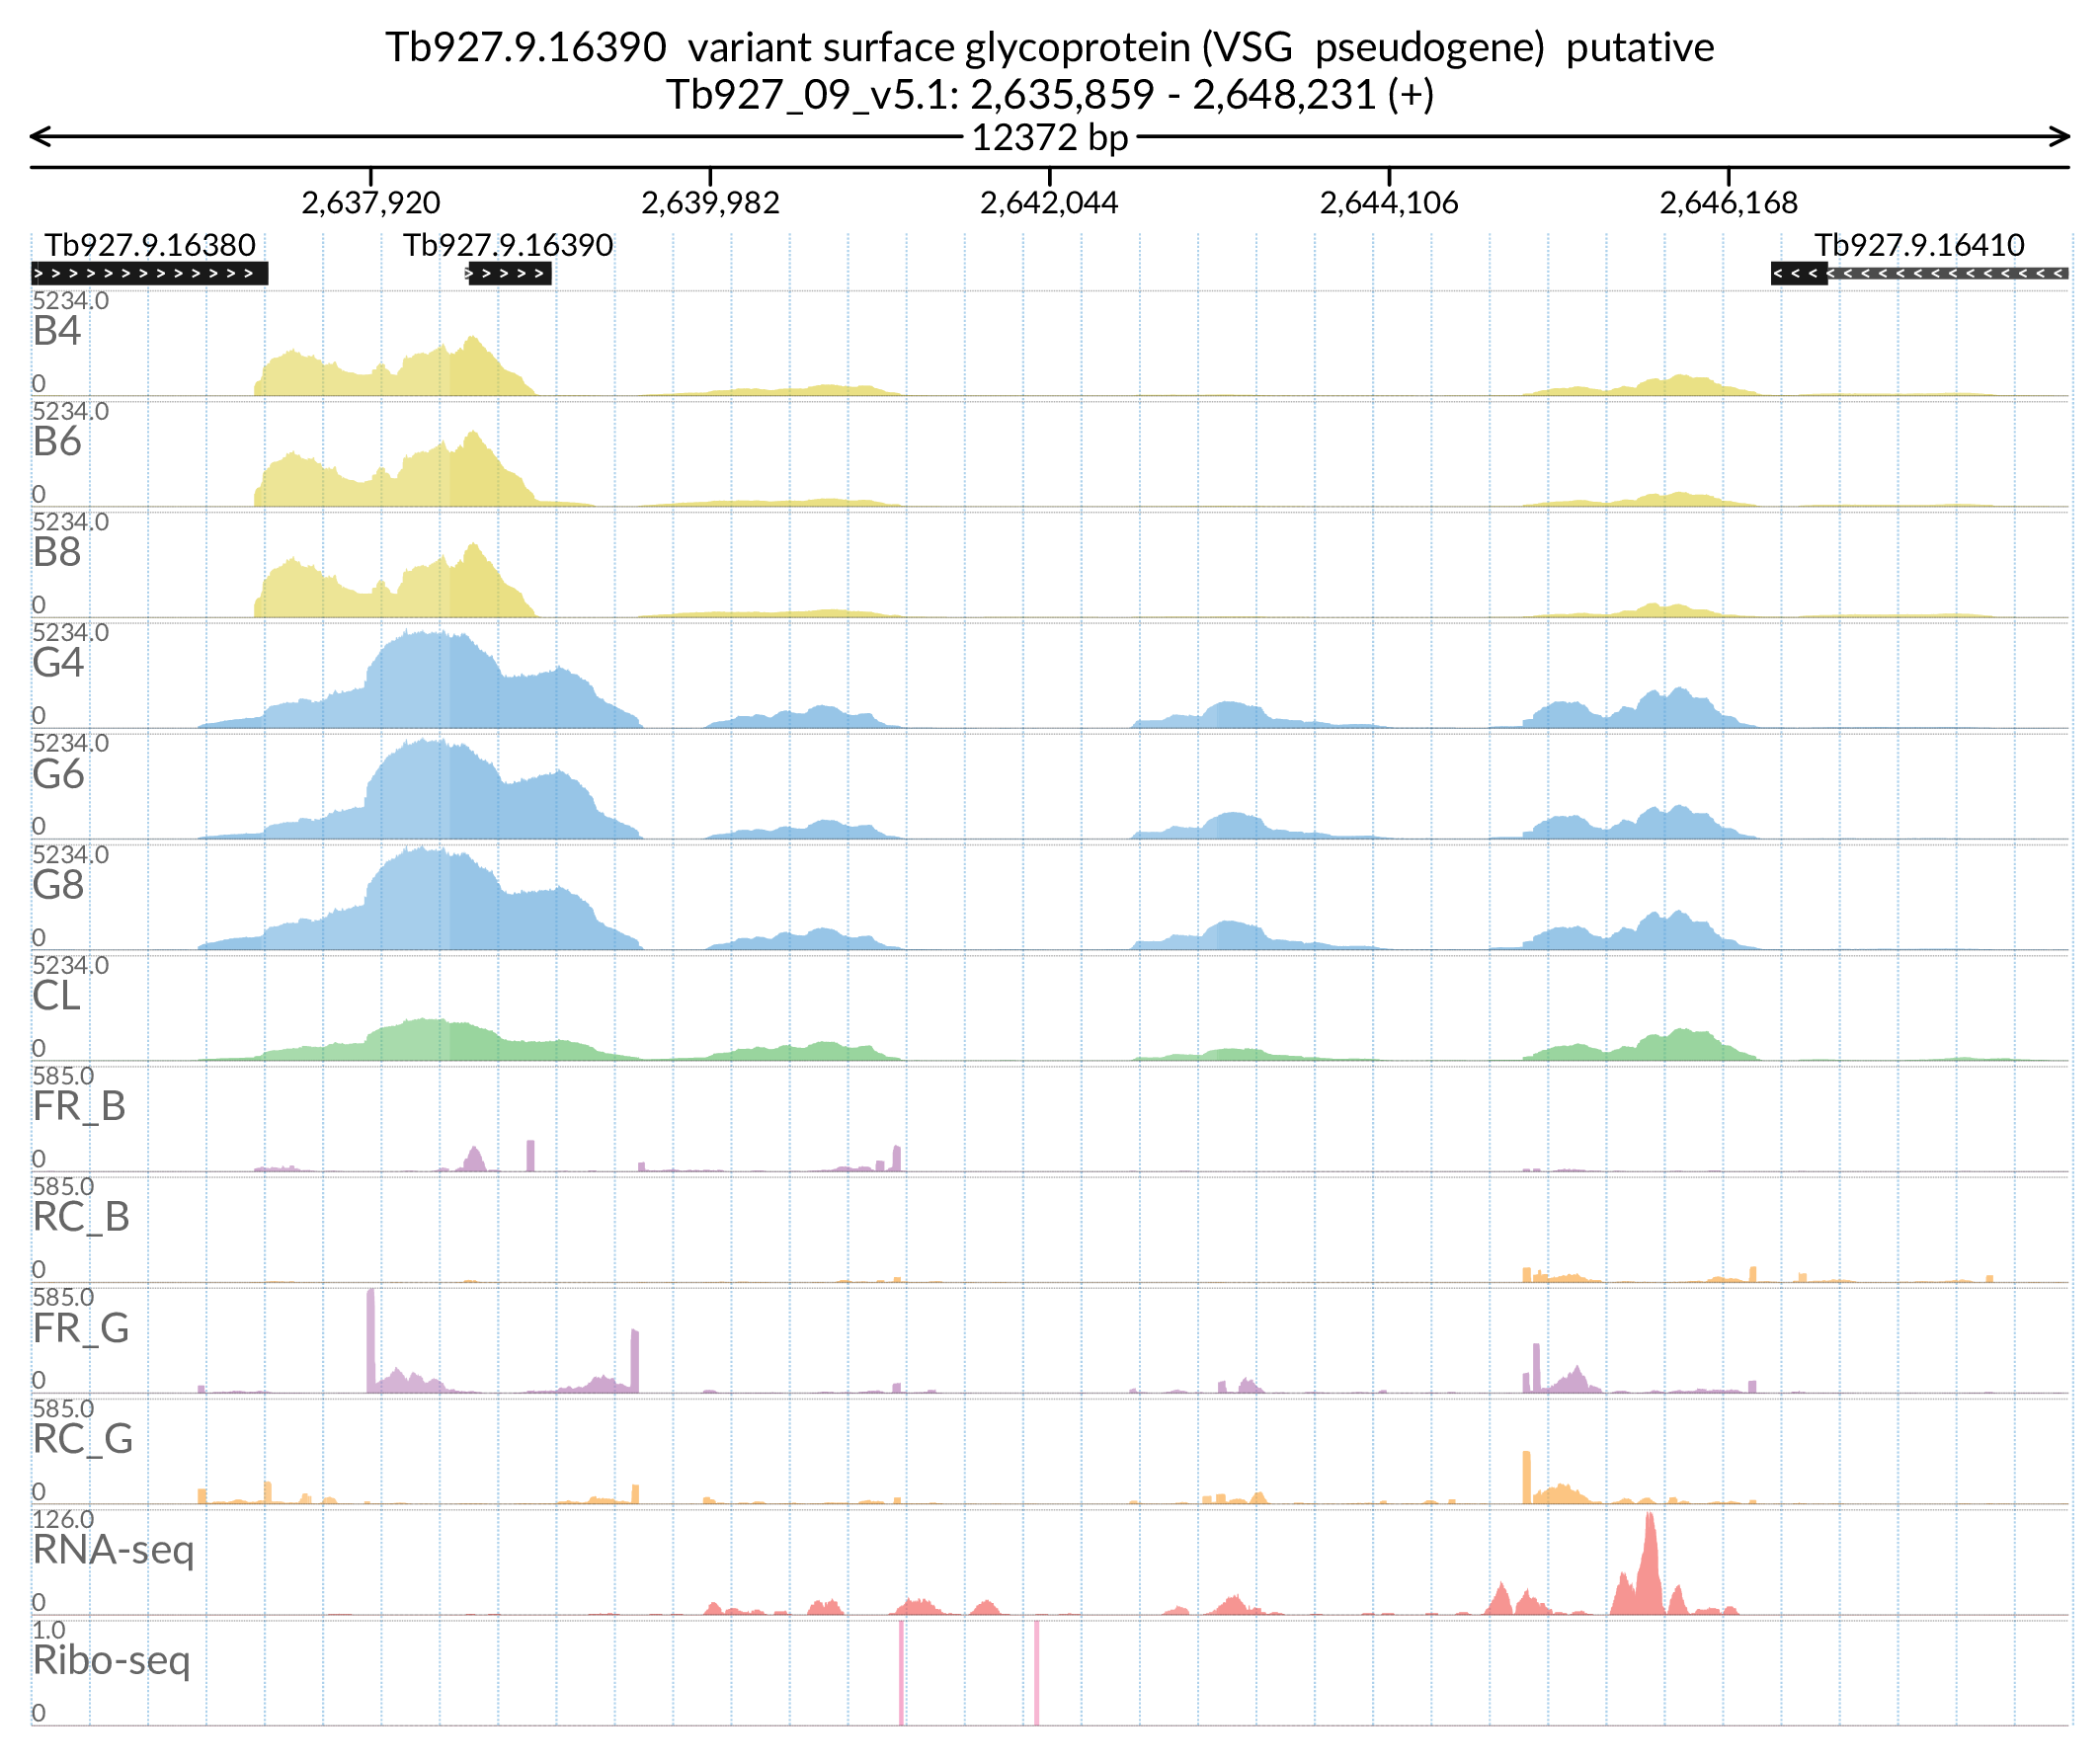 Tb927.9.16390 variant surface glycoprotein (VSG pseudogene) putative
Tb927_09_v5.1: 2,635,859 - 2,648,231 (+)
12372 bp
2,637,920 2,639,982 2,642,044 2,644,106 2,646,168
Tb927.9.16380 Tb927.9.16390 Tb927.9.16410
5234.0
B4
0
5234.0
B6
0
5234.0
B8
0
5234.0
G4
0
5234.0
G6
0
5234.0
G8
0
5234.0
CL
0
585.0
FR_B
0
585.0
RC_B
0
585.0
FR_G
0
585.0
RC_G
0
126.0
RNA-seq
0
1.0
Ribo-seq
0